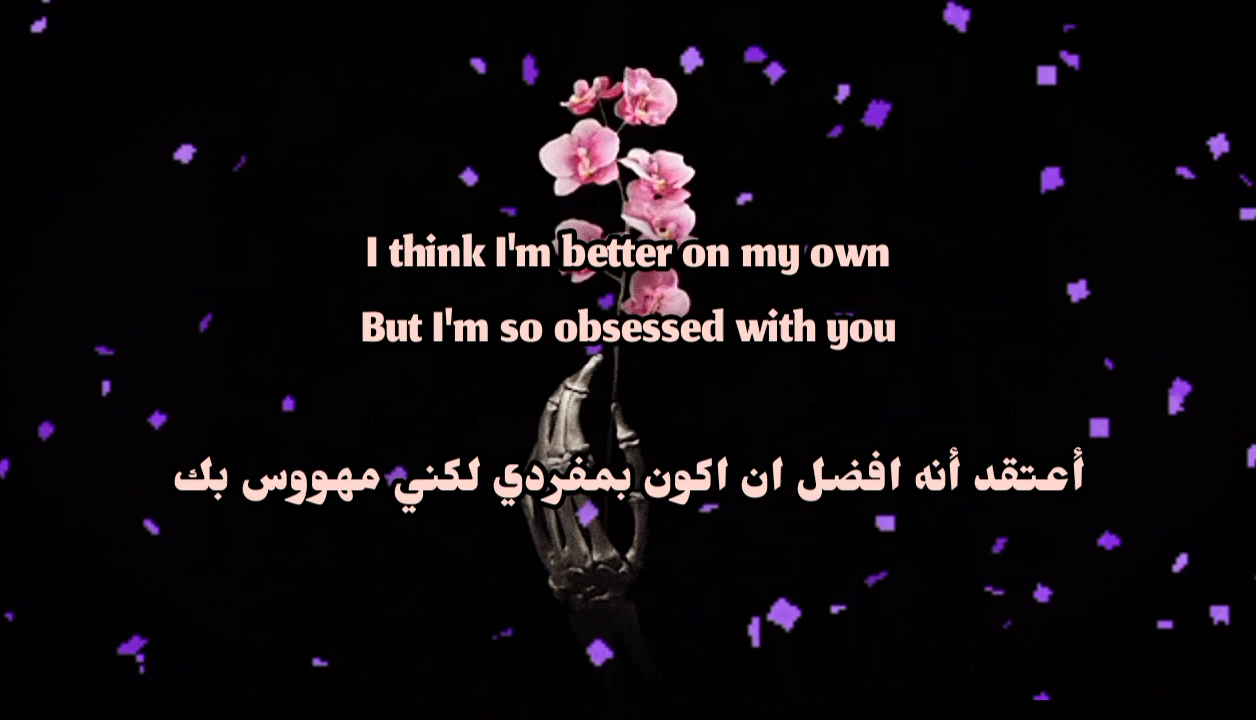 I think I'm better on my own
But I'm so obsessed with you
أعتقد أنه افضل ان اكون بمفردي لكني مهووس بك